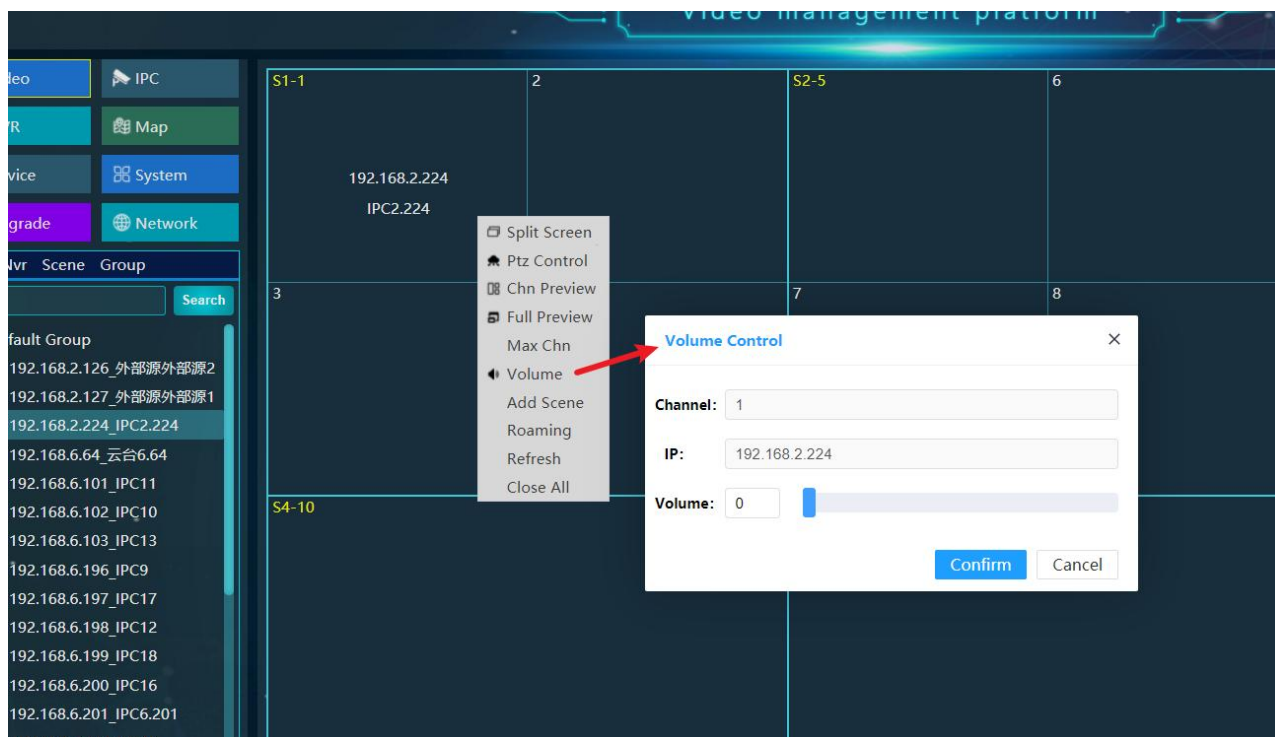 Video management platform
deo
IPC
VR
Map
vice
System
grade
Network
Nvr Scene Group
Search
fault Group
192.168.2.126_外部源外部源2
192.168.2.127_外部源外部源1
192.168.2.224_IPC2.224
192.168.6.64_云台6.64
192.168.6.101_IPC11
192.168.6.102_IPC10
192.168.6.103_IPC13
192.168.6.196_IPC9
192.168.6.197_IPC17
192.168.6.198_IPC12
192.168.6.199_IPC18
192.168.6.200_IPC16
192.168.6.201_IPC6.201
S1-1
2
S2-5
6
192.168.2.224
IPC2.224
3
7
8
S4-10
Split Screen
Ptz Control
Chn Preview
Full Preview
Max Chn
Volume
Add Scene
Roaming
Refresh
Close All
Volume Control
Channel: 1
IP: 192.168.2.224
Volume: 0
Confirm Cancel